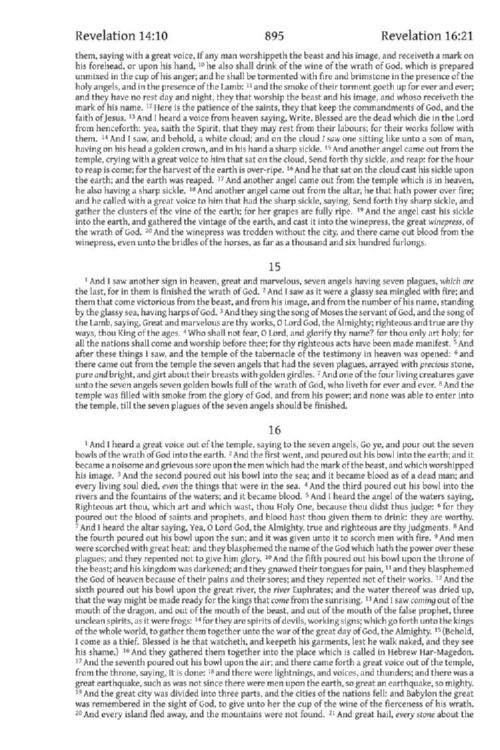 Revelation 14:10 895 Revelation 16:21
them, saying with a great voice, If any man worshippeth the beast and his image, and receiveth a mark on
his forehead, or upon his hand, 10 he also shall drink of the wine of the wrath of God, which is prepared
unmixed in the cup of his anger; and he shall be tormented with fire and brimstone in the presence of the
holy angels, and in the presence of the Lamb: 11 and the smoke of their torment goeth up for ever and ever;
and they have no rest day and night, they that worship the beast and his image, and whoso receiveth the
mark of his name. 12 Here is the patience of the saints, they that keep the commandments of God, and the
faith of Jesus. 13 And I heard a voice from heaven saying, Write, Blessed are the dead which die in the Lord
from henceforth: yea, saith the Spirit, that they may rest from their labours; for their works follow with
them. 14 And I saw, and behold, a white cloud; and on the cloud I saw one sitting like unto a son of man,
having on his head a golden crown, and in his hand a sharp sickle. 15 And another angel came out from the
temple, crying with a great voice to him that sat on the cloud, Send forth thy sickle, and reap: for the hour
to reap is come; for the harvest of the earth is over-ripe. 16 And he that sat on the cloud cast his sickle upon
the earth; and the earth was reaped. 17 And another angel came out from the temple which is in heaven,
he also having a sharp sickle. 18 And another angel came out from the altar, he that hath power over fire;
and he called with a great voice to him that had the sharp sickle, saying, Send forth thy sharp sickle, and
gather the clusters of the vine of the earth; for her grapes are fully ripe. 19 And the angel cast his sickle
into the earth, and gathered the vintage of the earth, and cast it into the winepress, the great winepress, of
the wrath of God. 20 And the winepress was trodden without the city, and there came out blood from the
winepress, even unto the bridles of the horses, as far as a thousand and six hundred furlongs.
15
1 And I saw another sign in heaven, great and marvelous, seven angels having seven plagues, which are
the last, for in them is finished the wrath of God. 2 And I saw as it were a glassy sea mingled with fire; and
them that come victorious from the beast, and from his image, and from the number of his name, standing
by the glassy sea, having harps of God. 3 And they sing the song of Moses the servant of God, and the song of
the Lamb, saying, Great and marvelous are thy works, O Lord God, the Almighty; righteous and true are thy
ways, thou King of the ages. 4 Who shall not fear, O Lord, and glorify thy name? for thou only art holy; for
all the nations shall come and worship before thee; for thy righteous acts have been made manifest. 5 And
after these things I saw, and the temple of the tabernacle of the testimony in heaven was opened: 6 and
there came out from the temple the seven angels that had the seven plagues, arrayed with precious stone,
pure and bright, and girt about their breasts with golden girdles. 7 And one of the four living creatures gave
unto the seven angels seven golden bowls full of the wrath of God, who liveth for ever and ever. 8 And the
temple was filled with smoke from the glory of God, and from his power; and none was able to enter into
the temple, till the seven plagues of the seven angels should be finished.
16
1 And I heard a great voice out of the temple, saying to the seven angels, Go ye, and pour out the seven
bowls of the wrath of God into the earth. 2 And the first went, and poured out his bowl into the earth; and it
became a noisome and grievous sore upon the men which had the mark of the beast, and which worshipped
his image. 3 And the second poured out his bowl into the sea; and it became blood as of a dead man; and
every living soul died, even the things that were in the sea. 4 And the third poured out his bowl into the
rivers and the fountains of the waters; and it became blood. 5 And I heard the angel of the waters saying,
Righteous art thou, which art and which wast, thou Holy One, because thou didst thus judge: 6 for they
poured out the blood of saints and prophets, and blood hast thou given them to drink: they are worthy.
7 And I heard the altar saying, Yea, O Lord God, the Almighty, true and righteous are thy judgments. 8 And
the fourth poured out his bowl upon the sun; and it was given unto it to scorch men with fire. 9 And men
were scorched with great heat: and they blasphemed the name of the God which hath the power over these
plagues; and they repented not to give him glory. 10 And the fifth poured out his bowl upon the throne of
the beast; and his kingdom was darkened; and they gnawed their tongues for pain, 11 and they blasphemed
the God of heaven because of their pains and their sores; and they repented not of their works. 12 And the
sixth poured out his bowl upon the great river, the river Euphrates; and the water thereof was dried up,
that the way might be made ready for the kings that come from the sunrising. 13 And I saw coming out of the
mouth of the dragon, and out of the mouth of the beast, and out of the mouth of the false prophet, three
unclean spirits, as it were frogs: 14 for they are spirits of devils, working signs; which go forth unto the kings
of the whole world, to gather them together unto the war of the great day of God, the Almighty. 15 (Behold,
I come as a thief. Blessed is he that watcheth, and keepeth his garments, lest he walk naked, and they see
his shame.) 16 And they gathered them together into the place which is called in Hebrew Har-Magedon.
17 And the seventh poured out his bowl upon the air; and there came forth a great voice out of the temple,
from the throne, saying, It is done: 18 and there were lightnings, and voices, and thunders; and there was a
great earthquake, such as was not since there were men upon the earth, so great an earthquake, so mighty.
19 And the great city was divided into three parts, and the cities of the nations fell: and Babylon the great
was remembered in the sight of God, to give unto her the cup of the wine of the fierceness of his wrath.
20 And every island fled away, and the mountains were not found. 21 And great hail, every stone about the